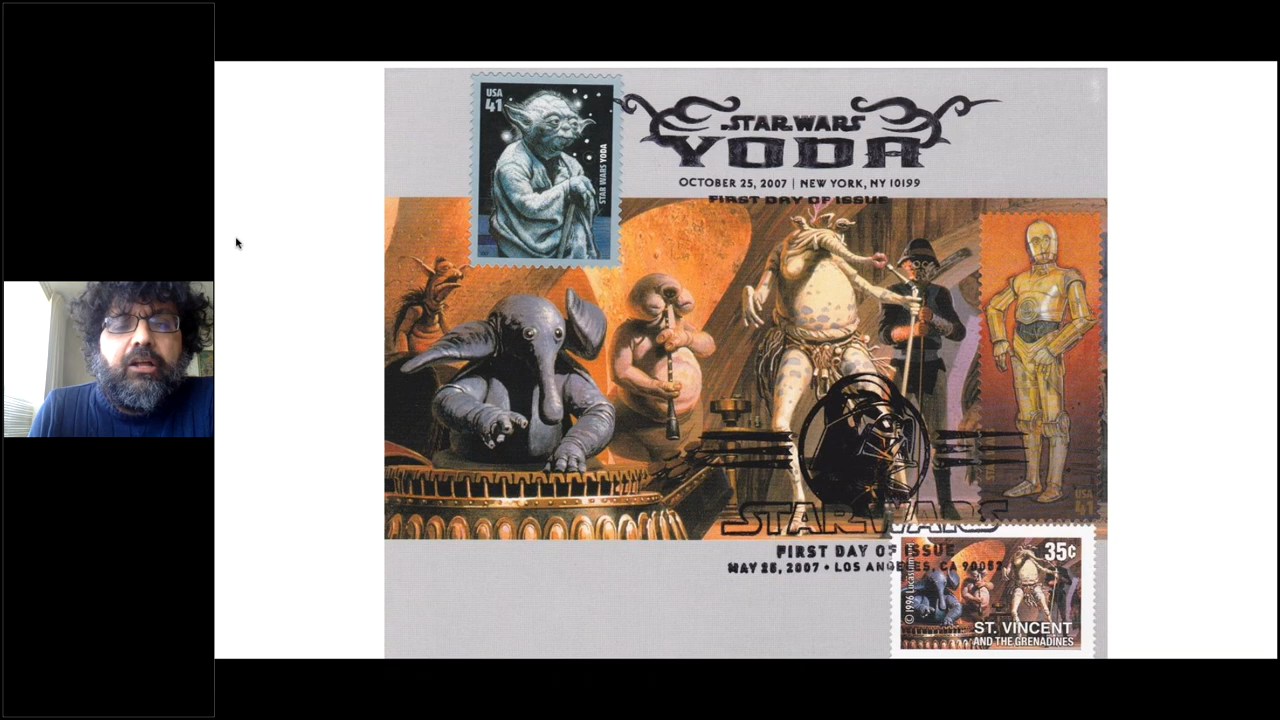 USA
41
STAR WARS YODA
STAR WARS
YODA
OCTOBER 25, 2007 | NEW YORK, NY 10199
FIRST DAY OF ISSUE
USA
41
STAR WARS
FIRST DAY OF ISSUE
MAY 25, 2007 • LOS ANGELES, CA 90052
35¢
© 1996 Lucasfilm
ST. VINCENT
AND THE GRENADINES